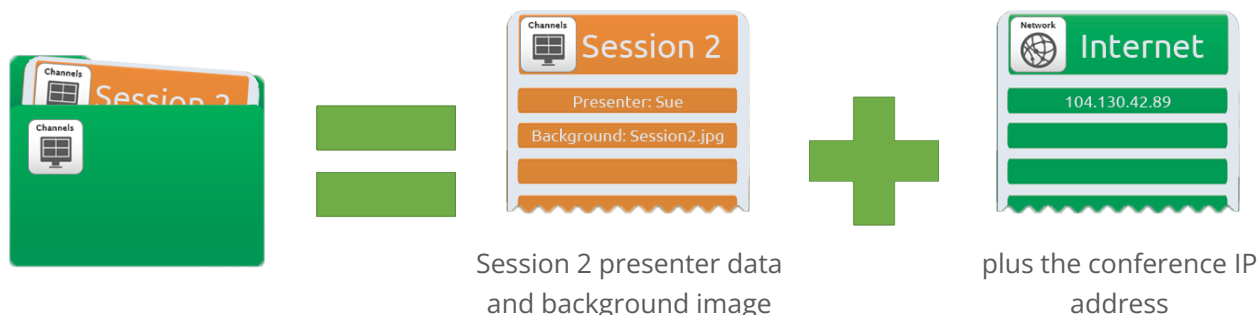 Channels
Session 2
Channels
Channels
Session 2
Presenter: Sue
Background: Session2.jpg
Session 2 presenter data
and background image
Network
Internet
104.130.42.89
plus the conference IP
address